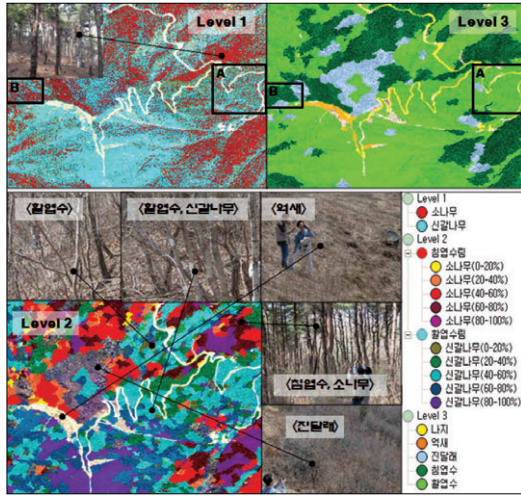 Level 1
A
B
Level 3
A
B
<활엽수>
<활엽수, 신갈나무>
<억새>
Level 2
<침엽수, 소나무>
<진달래>
Level 1
소나무
신갈나무
Level 2
침엽수림
소나무(0-20%)
소나무(20-40%)
소나무(40-60%)
소나무(60-80%)
소나무(80-100%)
활엽수림
신갈나무(0-20%)
신갈나무(20-40%)
신갈나무(40-60%)
신갈나무(60-80%)
신갈나무(80-100%)
Level 3
나지
억새
진달래
침엽수
활엽수